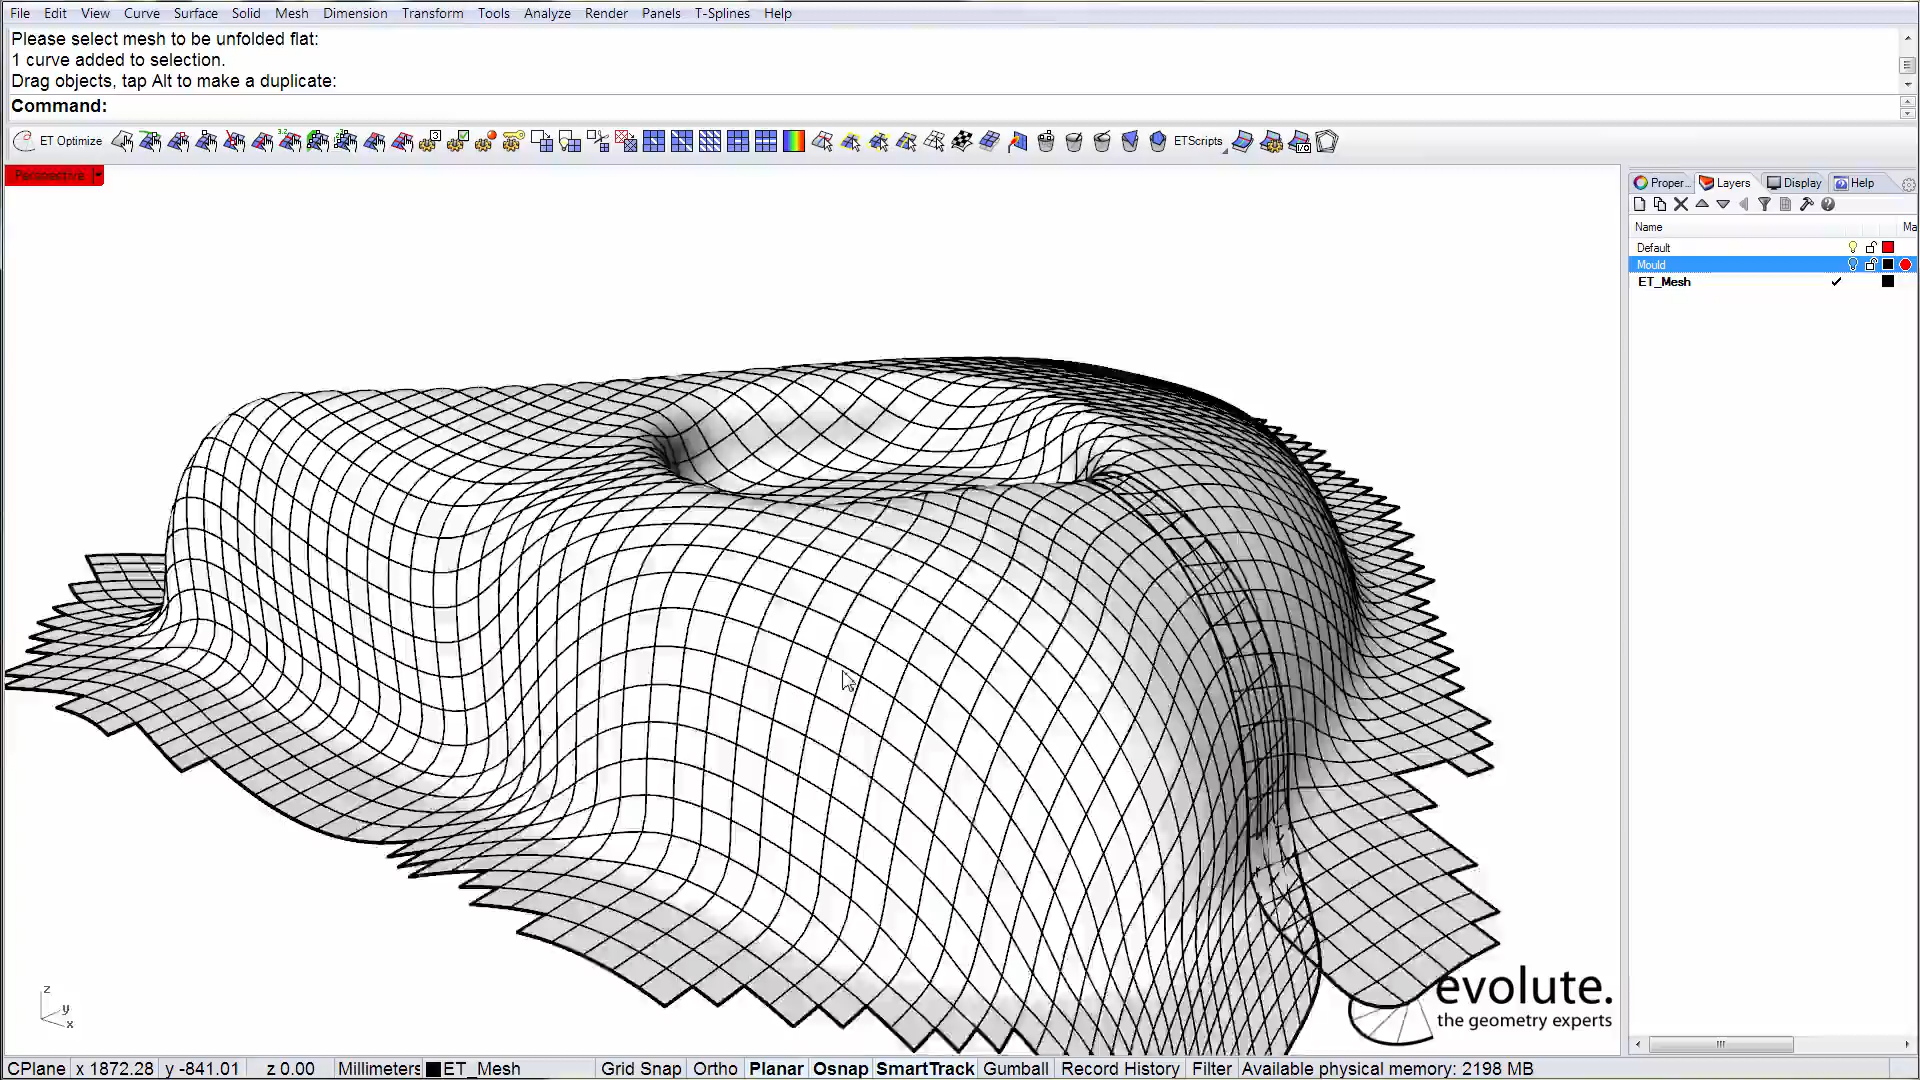 File Edit View Curve Surface Solid Mesh Dimension Transform Tools Analyze Render Panels T-Splines Help
Please select mesh to be unfolded flat:
1 curve added to selection.
Drag objects, tap Alt to make a duplicate:
Command:
ET Optimize
ETScripts
Perspective
Proper... Layers Display Help
Name Ma
Default
Mould
ET_Mesh
z
y
x
evolute.
the geometry experts
CPlane x 1872.28 y -841.01 z 0.00 Millimeters ET_Mesh Grid Snap Ortho Planar Osnap SmartTrack Gumball Record History Filter Available physical memory: 2198 MB